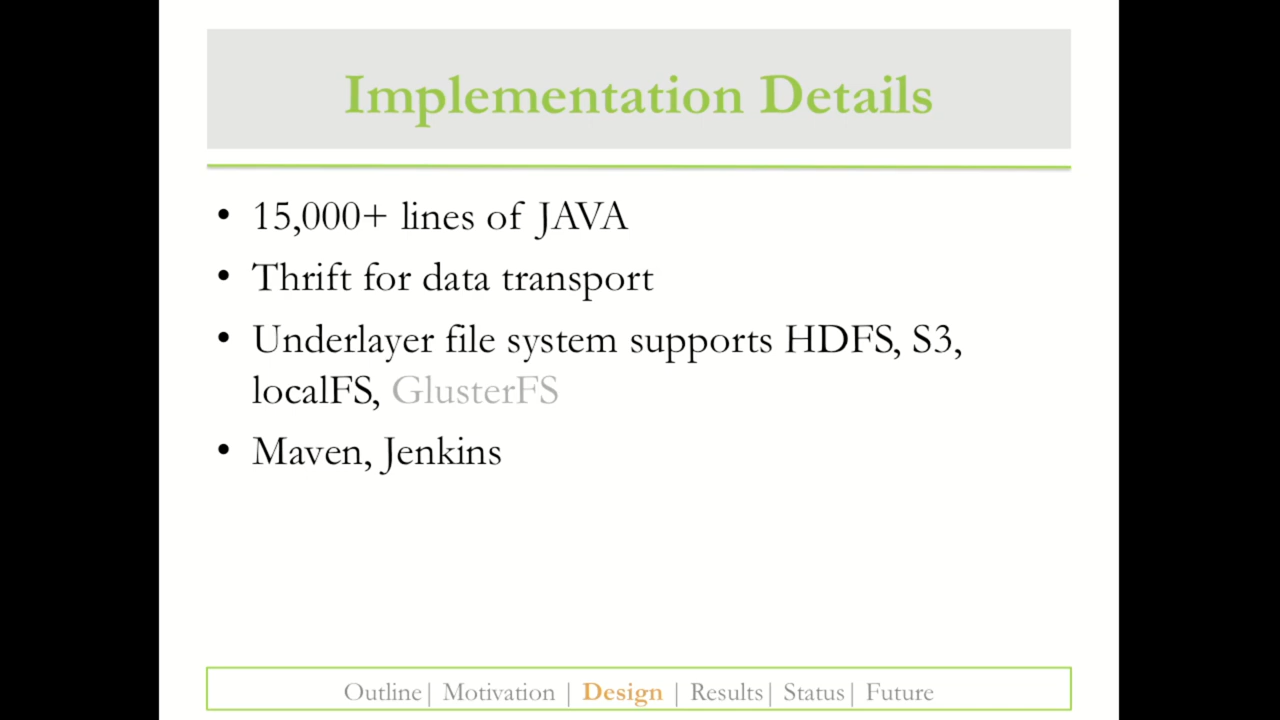 Implementation Details
• 15,000+ lines of JAVA
• Thrift for data transport
• Underlayer file system supports HDFS, S3,
localFS, GlusterFS
• Maven, Jenkins
Outline| Motivation | Design | Results| Status| Future